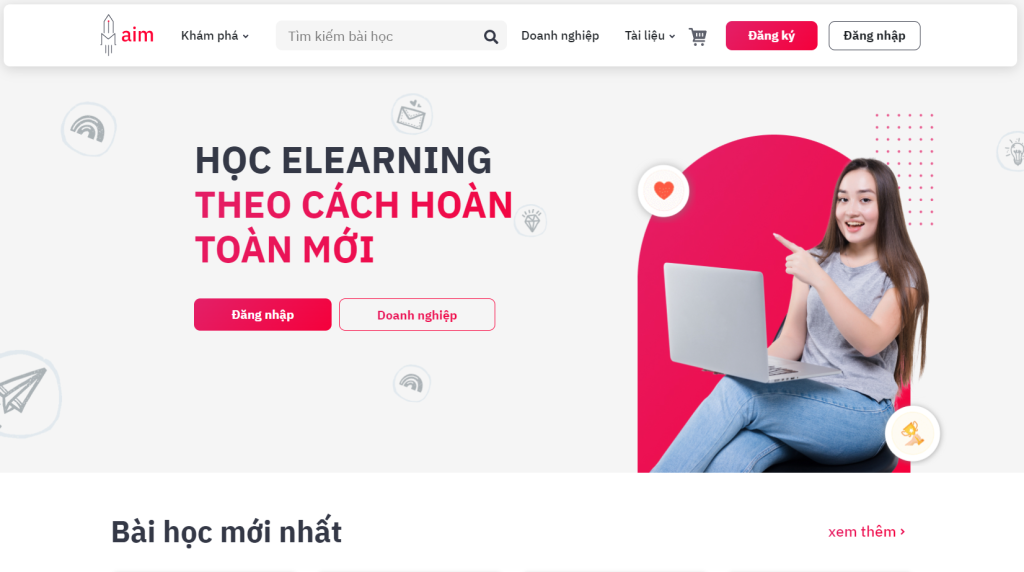 aim
Khám phá
Tìm kiếm bài học
Doanh nghiệp
Tài liệu
Đăng ký
Đăng nhập
HỌC ELEARNING
THEO CÁCH HOÀN
TOÀN MỚI
Đăng nhập
Doanh nghiệp
Bài học mới nhất
xem thêm